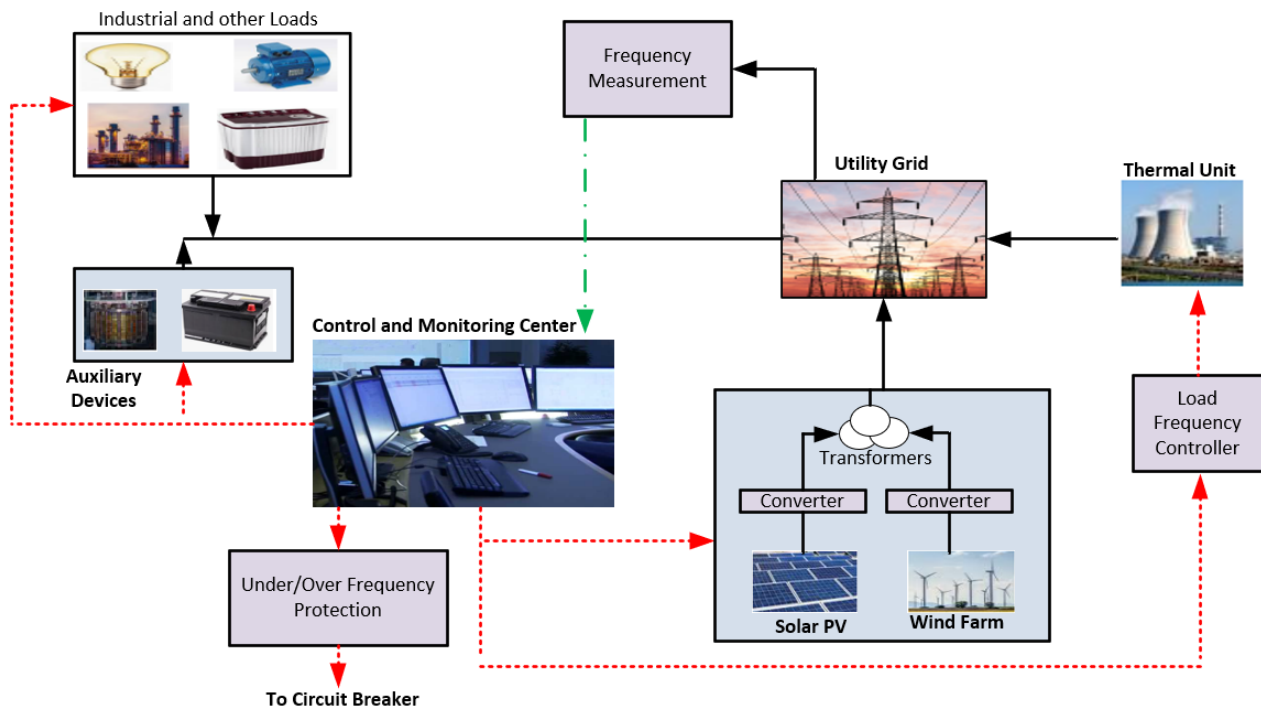 Industrial and other Loads
Frequency
Measurement
Utility Grid
Thermal Unit
Auxiliary
Devices
Control and Monitoring Center
Load
Frequency
Controller
Transformers
Converter
Converter
Under/Over Frequency
Protection
Solar PV
Wind Farm
To Circuit Breaker